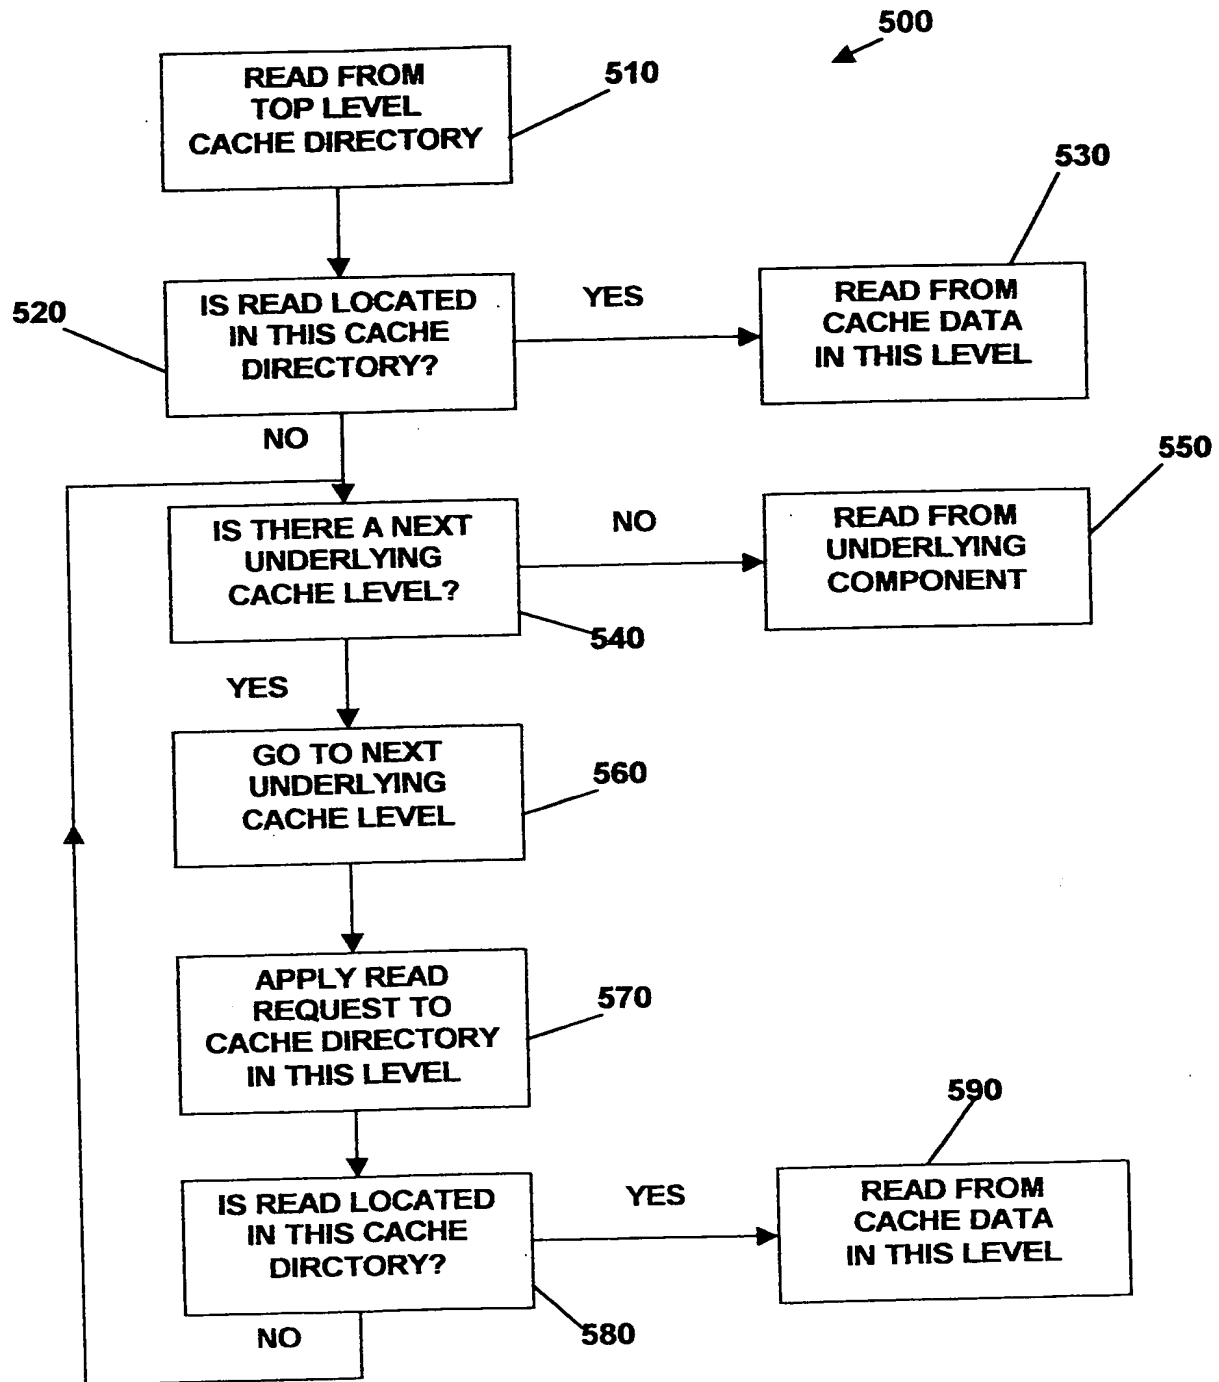 500
READ FROM
TOP LEVEL
CACHE DIRECTORY
510
530
IS READ LOCATED
IN THIS CACHE
DIRECTORY?
520
YES
READ FROM
CACHE DATA
IN THIS LEVEL
NO
550
IS THERE A NEXT
UNDERLYING
CACHE LEVEL?
NO
READ FROM
UNDERLYING
COMPONENT
540
YES
GO TO NEXT
UNDERLYING
CACHE LEVEL
560
APPLY READ
REQUEST TO
CACHE DIRECTORY
IN THIS LEVEL
570
590
IS READ LOCATED
IN THIS CACHE
DIRCTORY?
YES
READ FROM
CACHE DATA
IN THIS LEVEL
580
NO